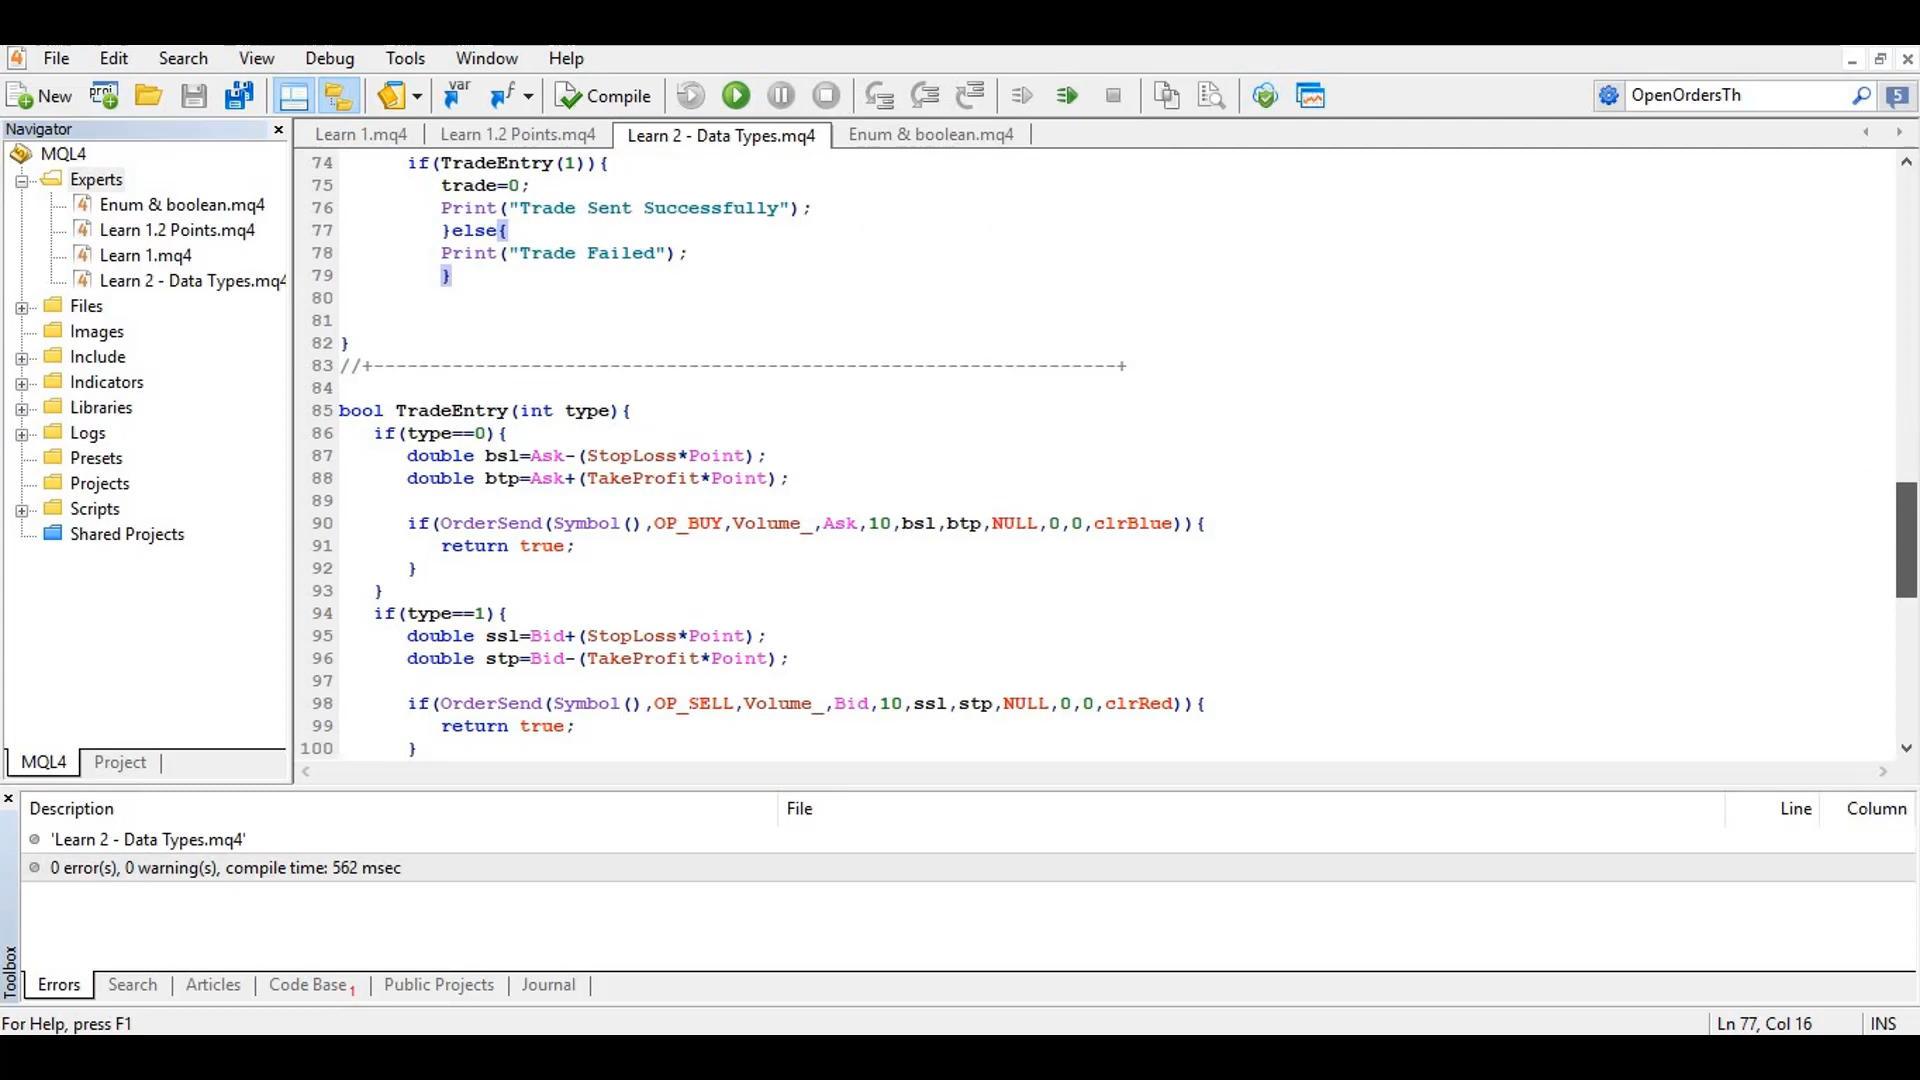 File Edit Search View Debug Tools Window Help
New Compile OpenOrdersTh 5
Navigator
Learn 1.mq4 Learn 1.2 Points.mq4 Learn 2 - Data Types.mq4 Enum & boolean.mq4
MQL4
Experts
Enum & boolean.mq4
Learn 1.2 Points.mq4
Learn 1.mq4
Learn 2 - Data Types.mq4
Files
Images
Include
Indicators
Libraries
Logs
Presets
Projects
Scripts
Shared Projects
MQL4 Project
74 if(TradeEntry(1)){
75 trade=0;
76 Print("Trade Sent Successfully");
77 }else{
78 Print("Trade Failed");
79 }
80
81
82 }
83 //+------------------------------------------------------------------+
84
85 bool TradeEntry(int type){
86 if(type==0){
87 double bsl=Ask-(StopLoss*Point);
88 double btp=Ask+(TakeProfit*Point);
89
90 if(OrderSend(Symbol(),OP_BUY,Volume_,Ask,10,bsl,btp,NULL,0,0,clrBlue)){
91 return true;
92 }
93 }
94 if(type==1){
95 double ssl=Bid+(StopLoss*Point);
96 double stp=Bid-(TakeProfit*Point);
97
98 if(OrderSend(Symbol(),OP_SELL,Volume_,Bid,10,ssl,stp,NULL,0,0,clrRed)){
99 return true;
100 }
Description File Line Column
'Learn 2 - Data Types.mq4'
0 error(s), 0 warning(s), compile time: 562 msec
Toolbox
Errors Search Articles Code Base 1 Public Projects Journal
For Help, press F1 Ln 77, Col 16 INS